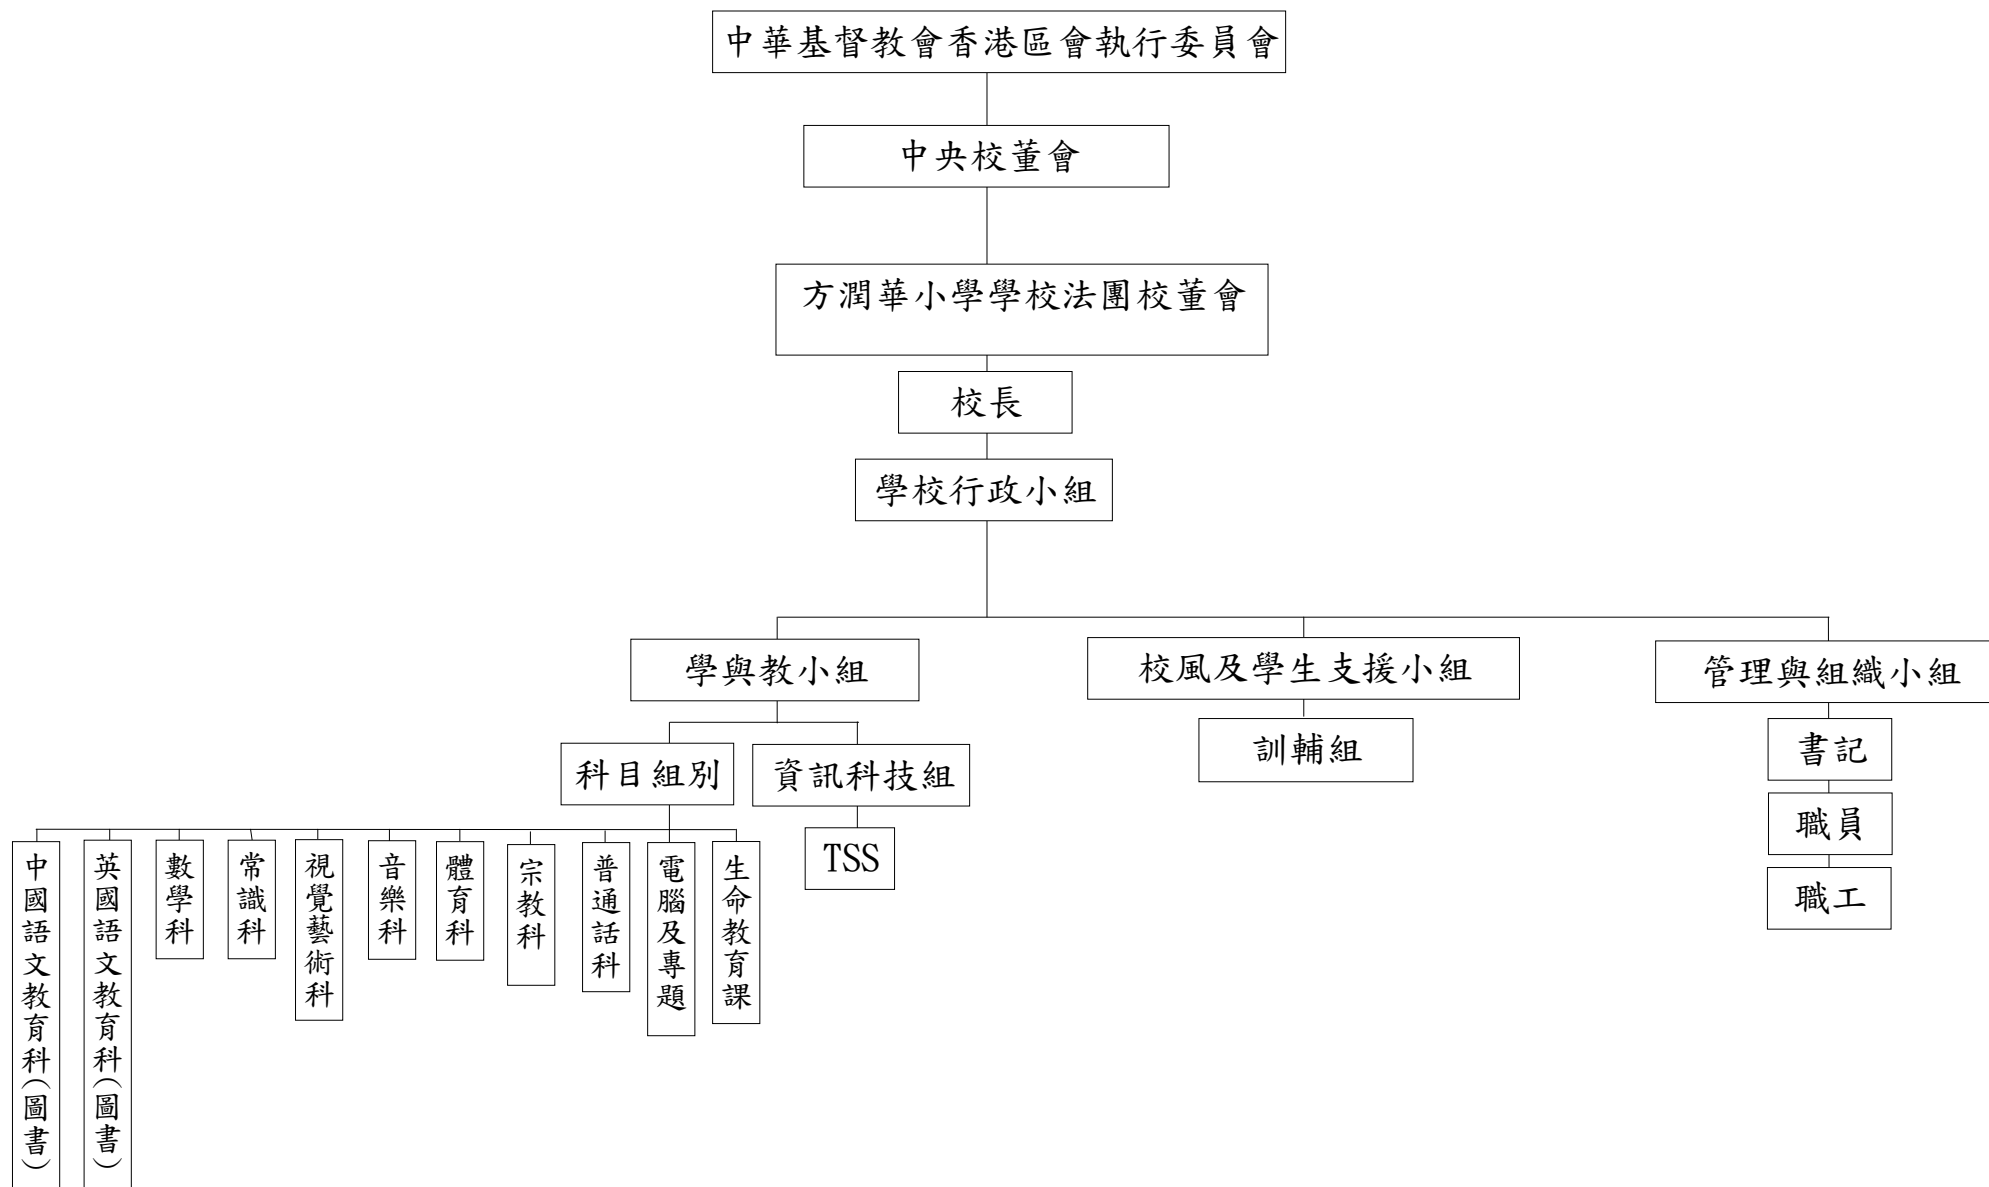 中華基督教會香港區會執行委員會
中央校董會
方潤華小學學校法團校董會
校長
學校行政小組
學與教小組
校風及學生支援小組
管理與組織小組
科目組別
資訊科技組
訓輔組
書記
職員
職工
TSS
中國語文教育科(圖書)
英國語文教育科(圖書)
數學科
常識科
視覺藝術科
音樂科
體育科
宗教科
普通話科
電腦及專題
生命教育課